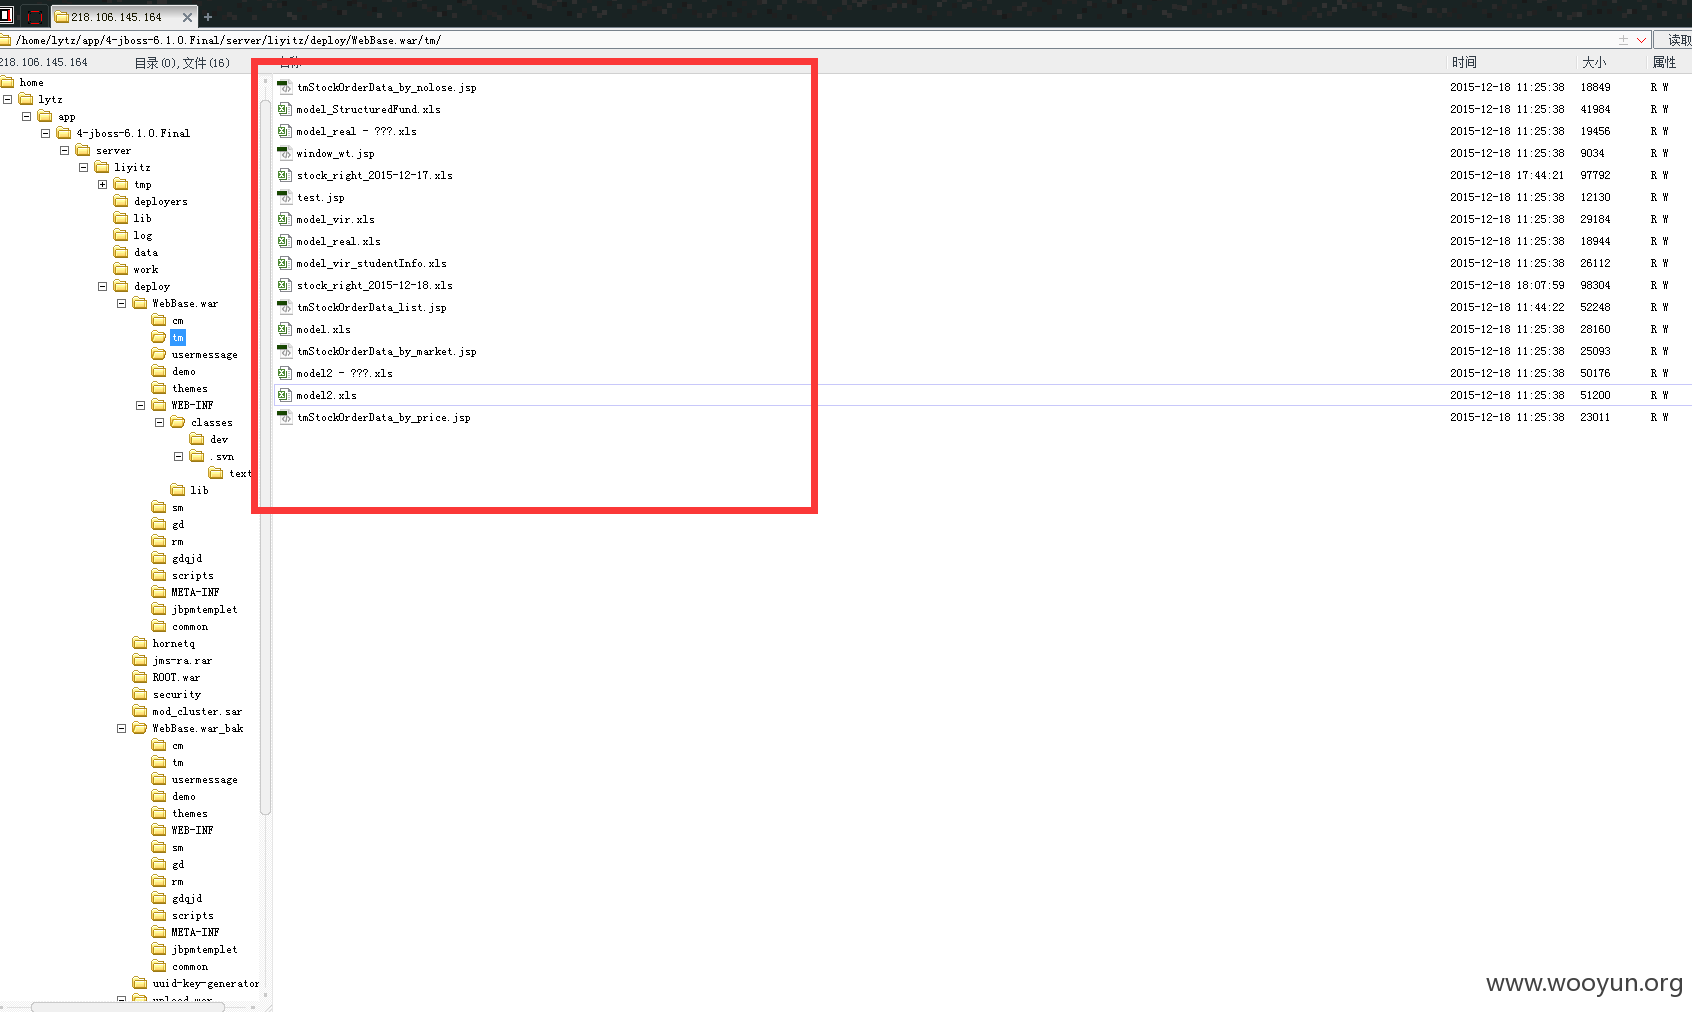 218.106.145.164
/home/lytz/app/4-jboss-6.1.0.Final/server/liyitz/deploy/WebBase.war/tm/
读取
218.106.145.164
目录(0),文件(16)
名称
时间
大小
属性
home
lytz
app
4-jboss-6.1.0.Final
server
liyitz
tmp
deployers
lib
log
data
work
deploy
WebBase.war
cm
tm
usermessage
demo
themes
WEB-INF
classes
dev
.svn
text
lib
sm
gd
rm
gdqjd
scripts
META-INF
jbpmtemplet
common
hornetq
jms-ra.rar
ROOT.war
security
mod_cluster.sar
WebBase.war_bak
cm
tm
usermessage
demo
themes
WEB-INF
sm
gd
rm
gdqjd
scripts
META-INF
jbpmtemplet
common
uuid-key-generator
upload.war
tmStockOrderData_by_nolose.jsp 2015-12-18 11:25:38 18849 R W
model_StructuredFund.xls 2015-12-18 11:25:38 41984 R W
model_real - ???.xls 2015-12-18 11:25:38 19456 R W
window_wt.jsp 2015-12-18 11:25:38 9034 R W
stock_right_2015-12-17.xls 2015-12-18 17:44:21 97792 R W
test.jsp 2015-12-18 11:25:38 12130 R W
model_vir.xls 2015-12-18 11:25:38 29184 R W
model_real.xls 2015-12-18 11:25:38 18944 R W
model_vir_studentInfo.xls 2015-12-18 11:25:38 26112 R W
stock_right_2015-12-18.xls 2015-12-18 18:07:59 98304 R W
tmStockOrderData_list.jsp 2015-12-18 11:44:22 52248 R W
model.xls 2015-12-18 11:25:38 28160 R W
tmStockOrderData_by_market.jsp 2015-12-18 11:25:38 25093 R W
model2 - ???.xls 2015-12-18 11:25:38 50176 R W
model2.xls 2015-12-18 11:25:38 51200 R W
tmStockOrderData_by_price.jsp 2015-12-18 11:25:38 23011 R W
www.wooyun.org